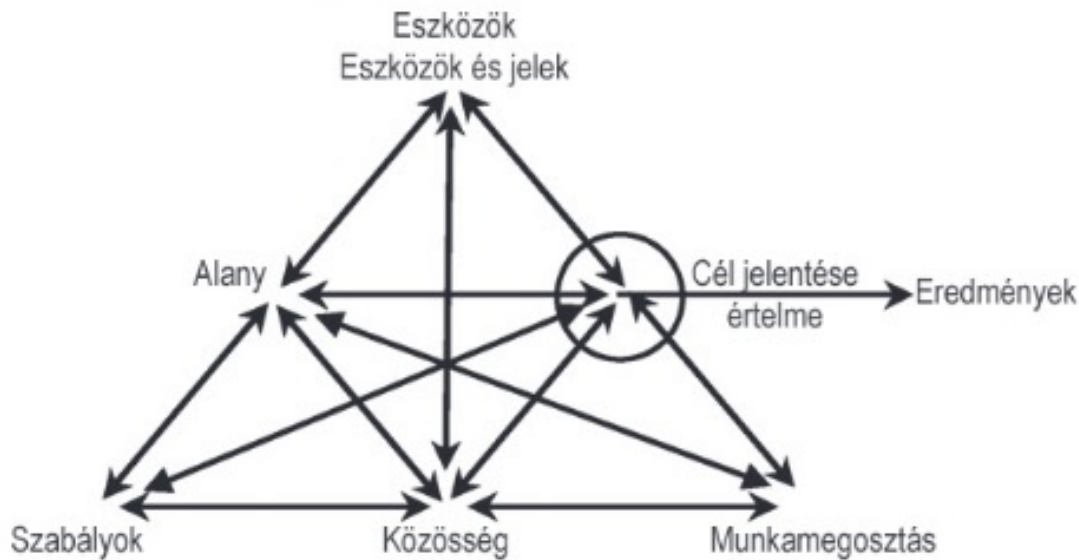 Eszközök
Eszközök és jelek
Alany
Cél jelentése
értelme
Eredmények
Szabályok
Közösség
Munkamegosztás